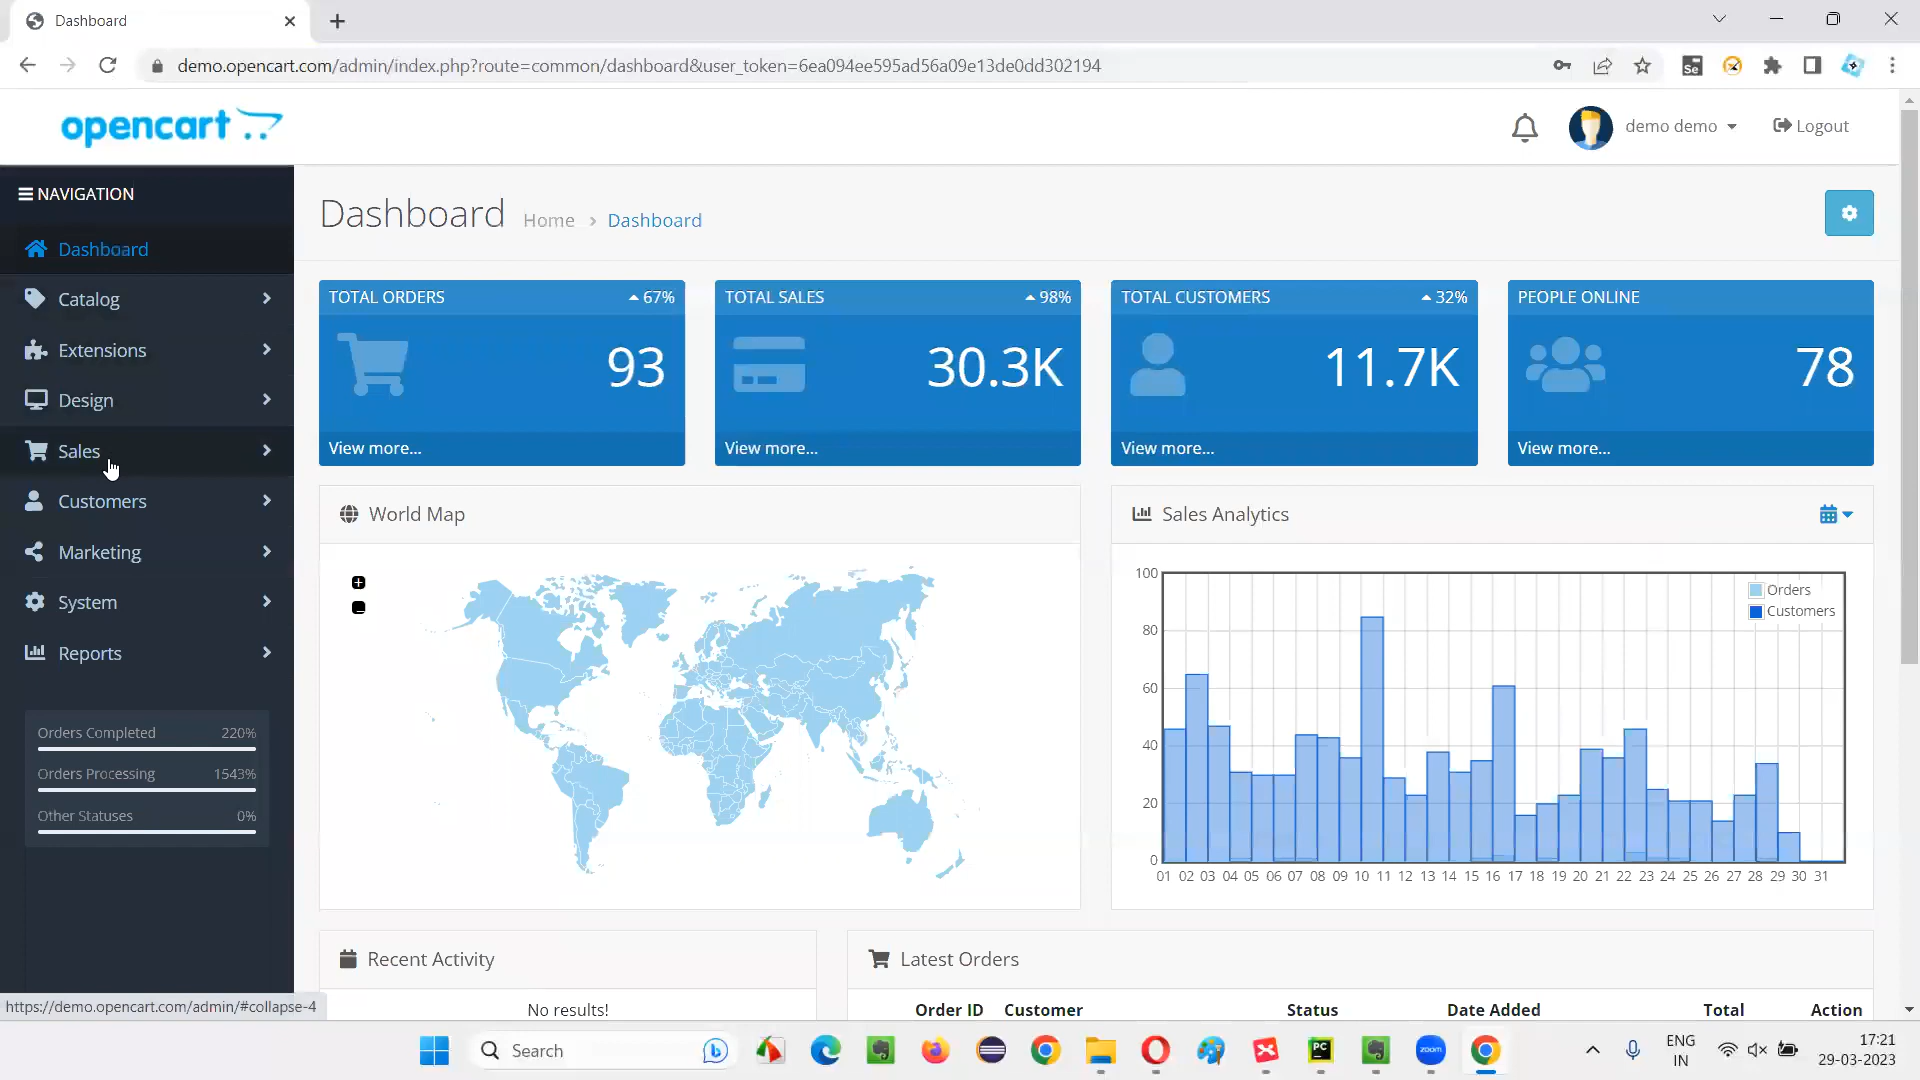 Dashboard
demo.opencart.com/admin/index.php?route=common/dashboard&user_token=6ea094ee595ad56a09e13de0dd302194
Se
opencart
demo demo
Logout
NAVIGATION
Dashboard
Catalog
Extensions
Design
Sales
Customers
Marketing
System
Reports
Orders Completed 220%
Orders Processing 1543%
Other Statuses 0%
Dashboard Home › Dashboard
TOTAL ORDERS 67%
93
View more...
TOTAL SALES 98%
30.3K
View more...
TOTAL CUSTOMERS 32%
11.7K
View more...
PEOPLE ONLINE
78
View more...
World Map
Sales Analytics
100
80
60
40
20
0
Orders
Customers
01 02 03 04 05 06 07 08 09 10 11 12 13 14 15 16 17 18 19 20 21 22 23 24 25 26 27 28 29 30 31
Recent Activity
No results!
Latest Orders
Order ID Customer Status Date Added Total Action
https://demo.opencart.com/admin/#collapse-4
Search
PC
zoom
ENG
IN
17:21
29-03-2023